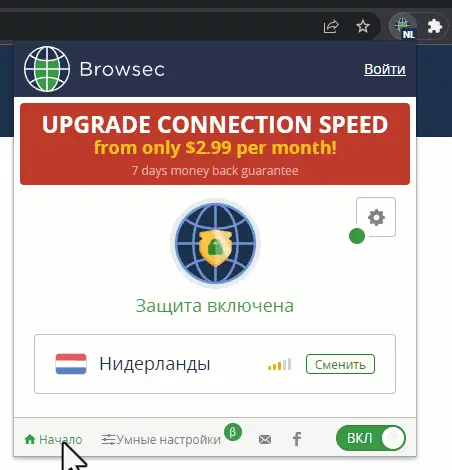 NL
Browsec
Войти
UPGRADE CONNECTION SPEED
from only $2.99 per month!
7 days money back guarantee
Защита включена
Нидерланды
Сменить
Начало
Умные настройки
β
f
ВКЛ